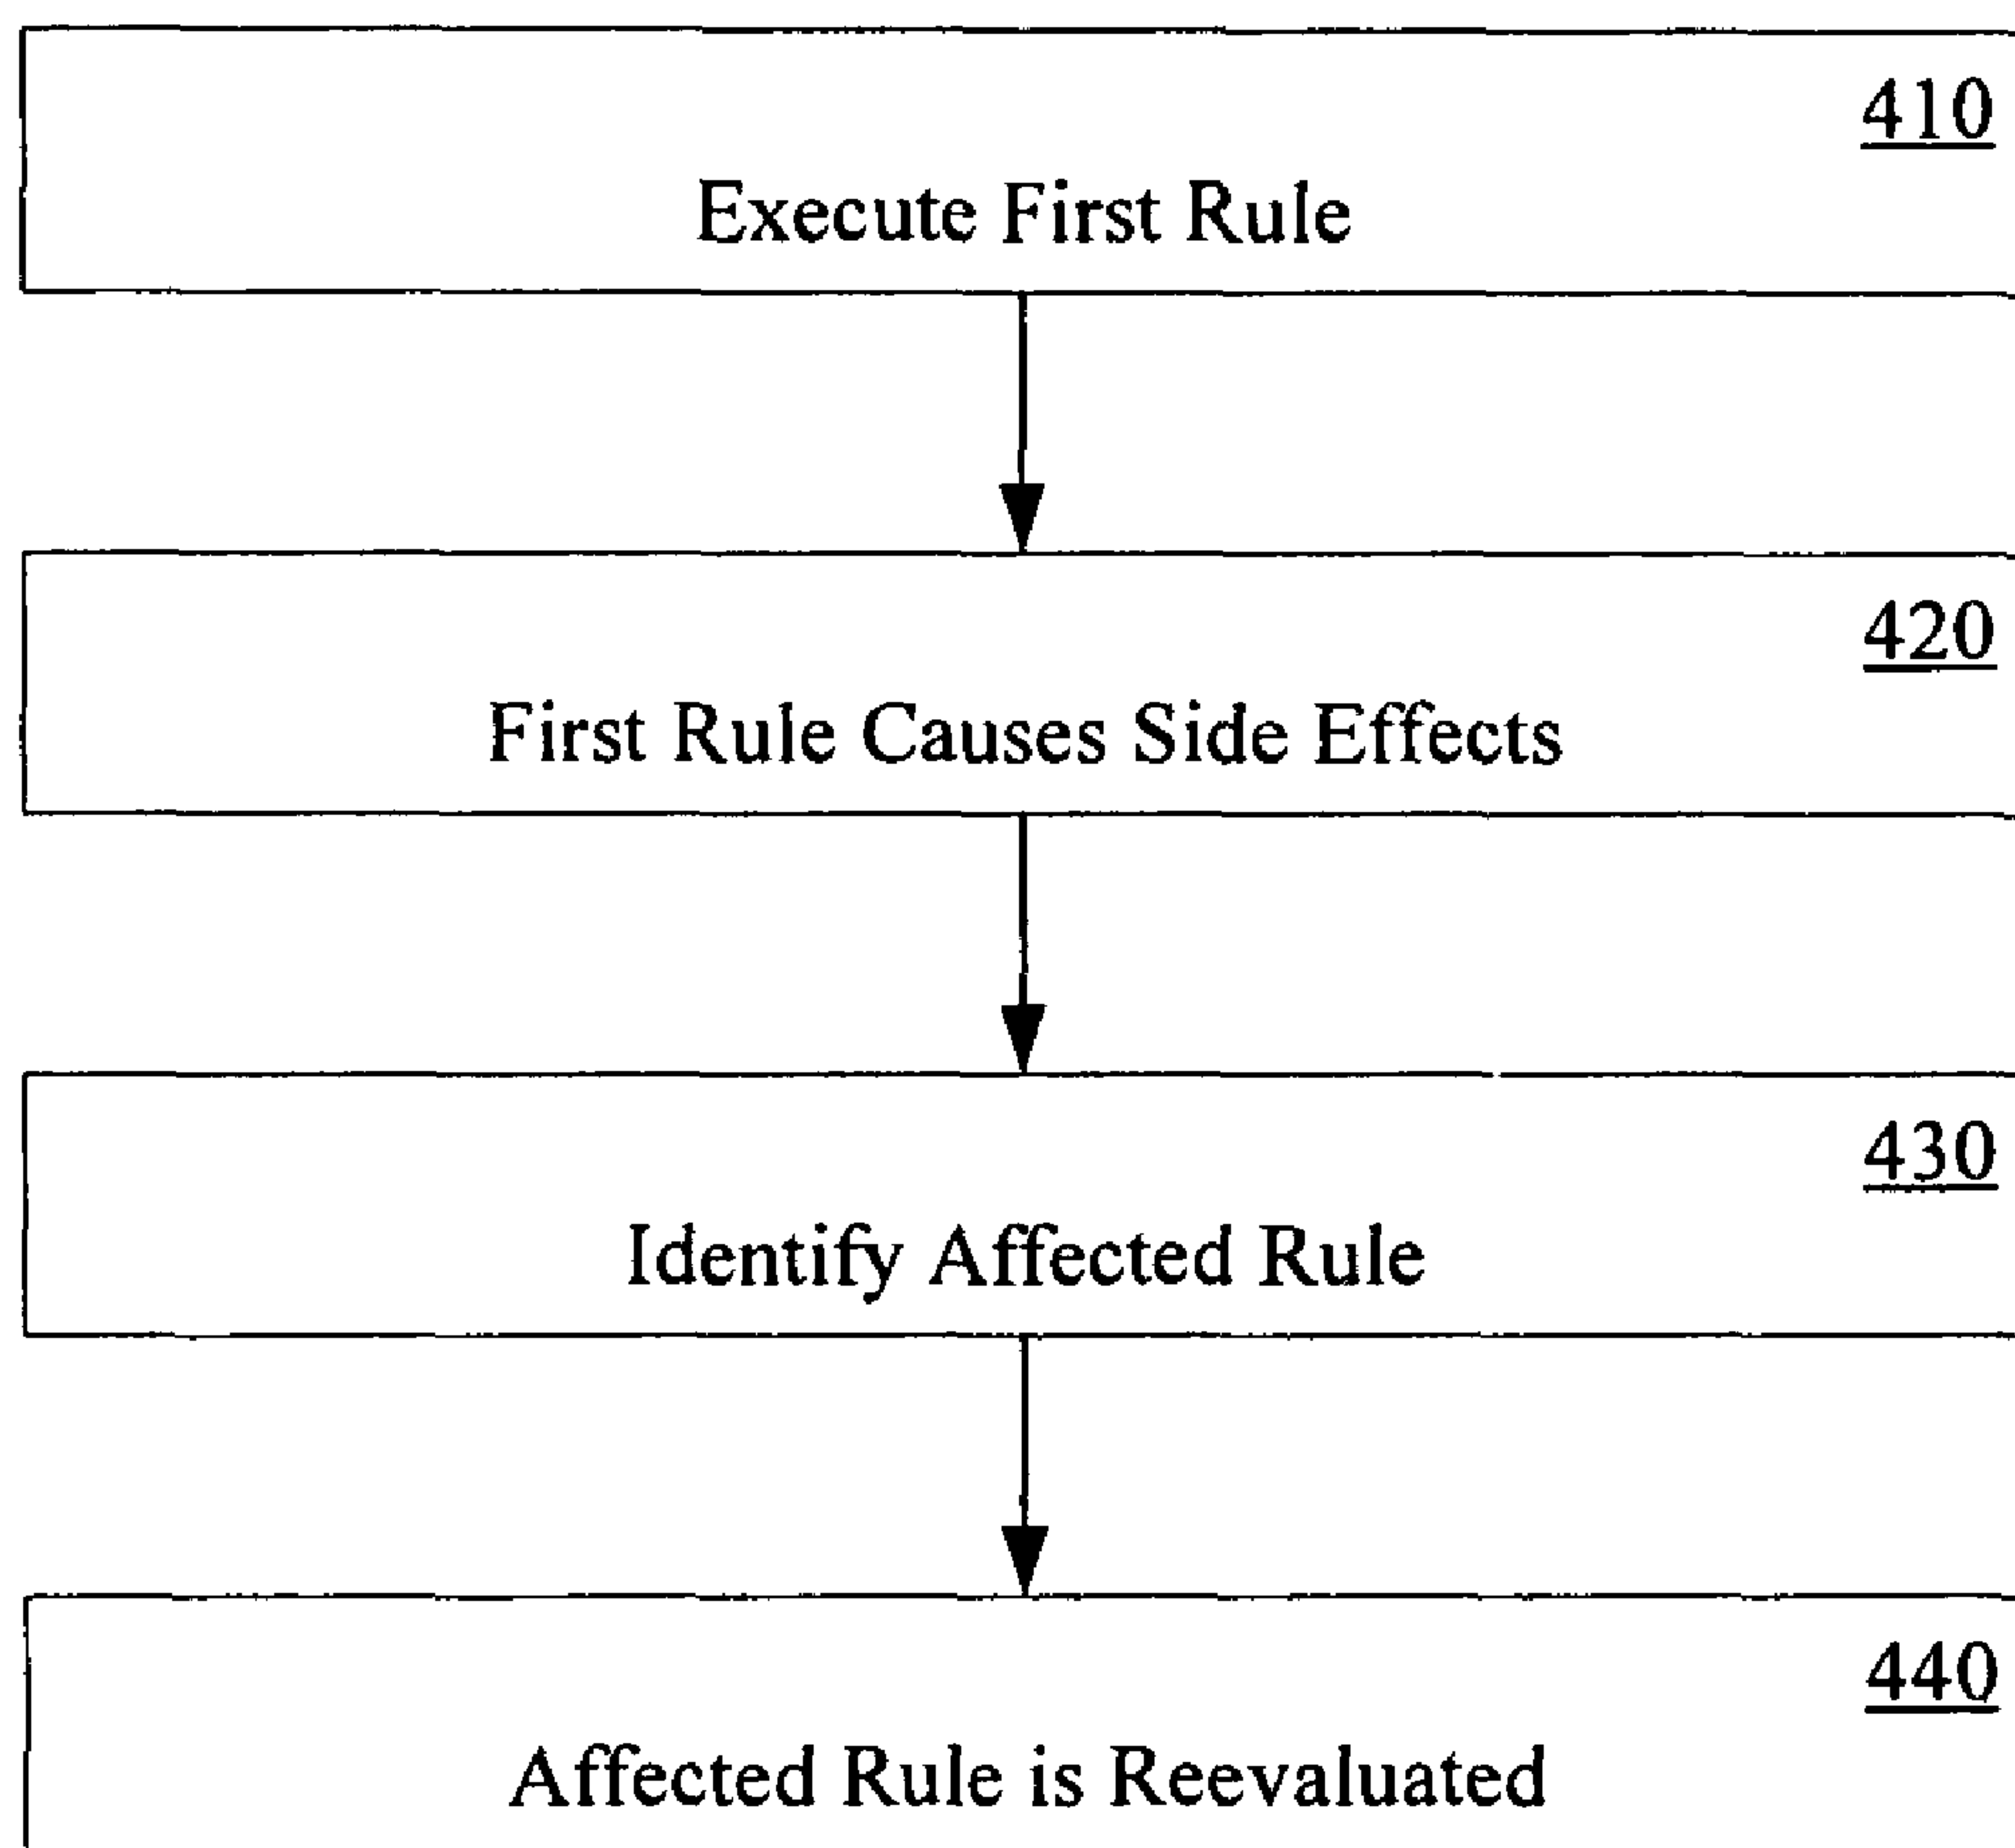 410
Execute First Rule
420
First Rule Causes Side Effects
430
Identify Affected Rule
440
Affected Rule is Reevaluated